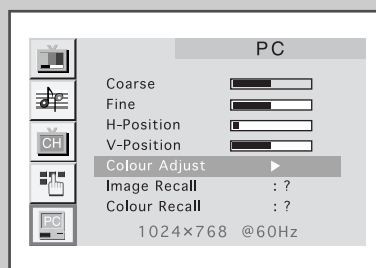 PC
Coarse
Fine
H-Position
V-Position
CH
Colour Adjust
Image Recall : ?
Colour Recall : ?
PC
1024×768 @60Hz